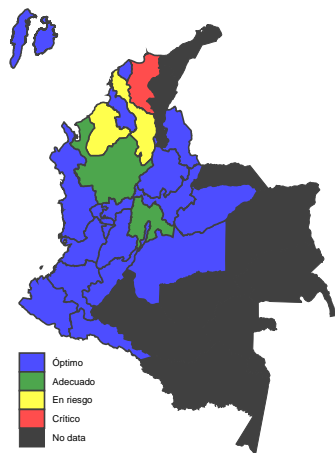 Óptimo
Adecuado
En riesgo
Crítico
No data